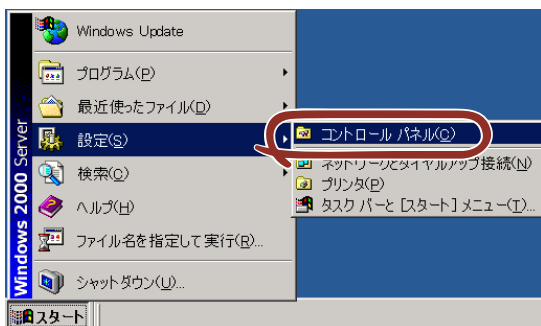 Windows Update
プログラム(P)
最近使ったファイル(D)
設定(S)
検索(C)
ヘルプ(H)
ファイル名を指定して実行(R)...
シャットダウン(U)...
Windows 2000 Server
コントロール パネル(C)
ネットワークとダイヤルアップ接続(N)
プリンタ(P)
タスク バーと [スタート] メニュー(T)...
スタート